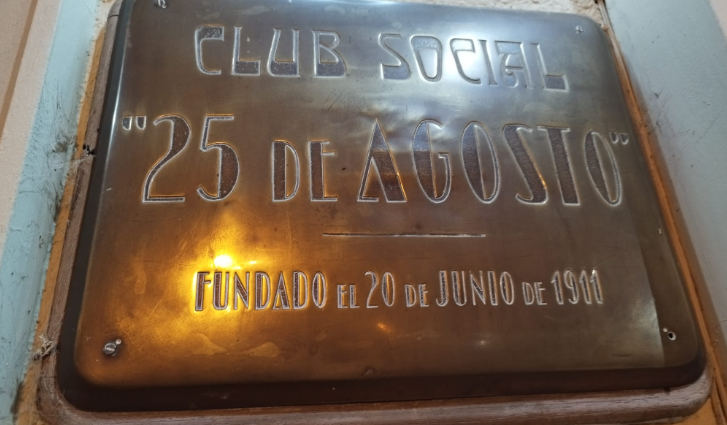 CLUB SOCIAL
"25 DE AGOSTO"
FUNDADO EL 20 DE JUNIO DE 1911